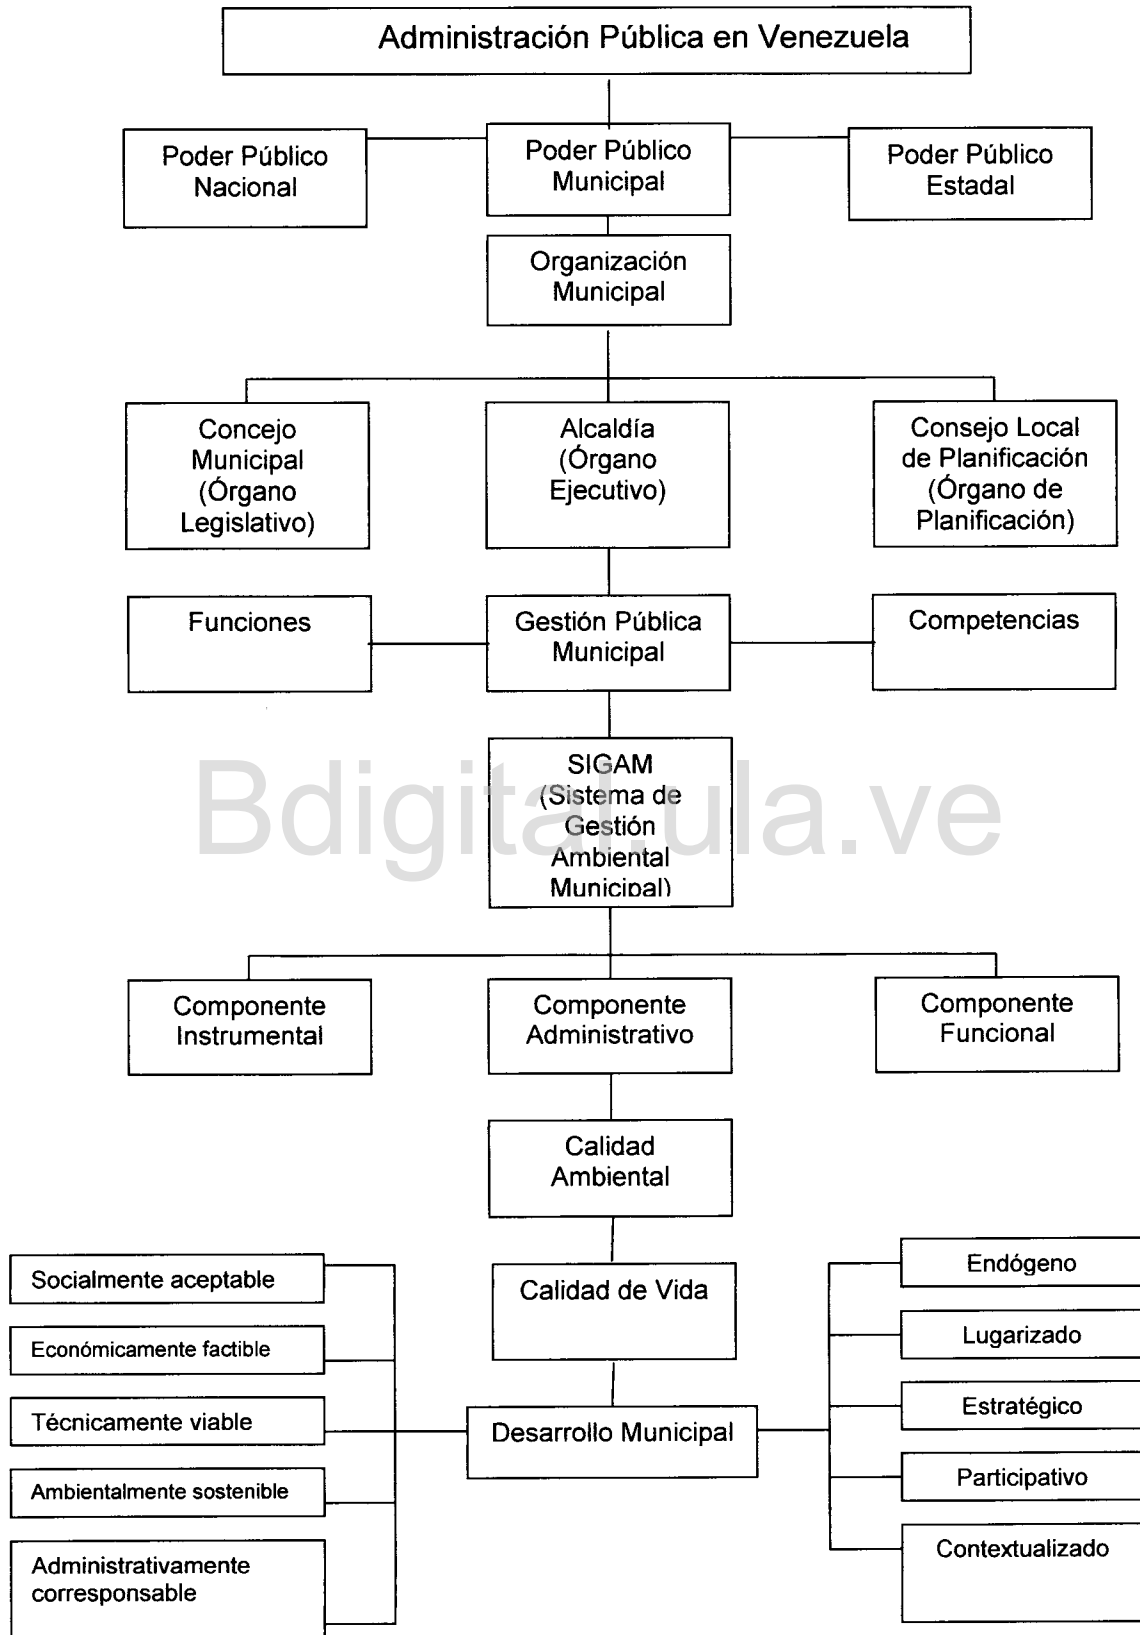 Administración Pública en Venezuela
Poder Público
Nacional
Poder Público
Municipal
Poder Público
Estadal
Organización
Municipal
Concejo
Municipal
(Órgano
Legislativo)
Alcaldía
(Órgano
Ejecutivo)
Consejo Local
de Planificación
(Órgano de
Planificación)
Funciones
Gestión Pública
Municipal
Competencias
SIGAM
(Sistema de
Gestión
Ambiental
Municipal)
Bdigital.ula.ve
Componente
Instrumental
Componente
Administrativo
Componente
Funcional
Calidad
Ambiental
Calidad de Vida
Socialmente aceptable
Económicamente factible
Técnicamente viable
Ambientalmente sostenible
Administrativamente
corresponsable
Desarrollo Municipal
Endógeno
Lugarizado
Estratégico
Participativo
Contextualizado